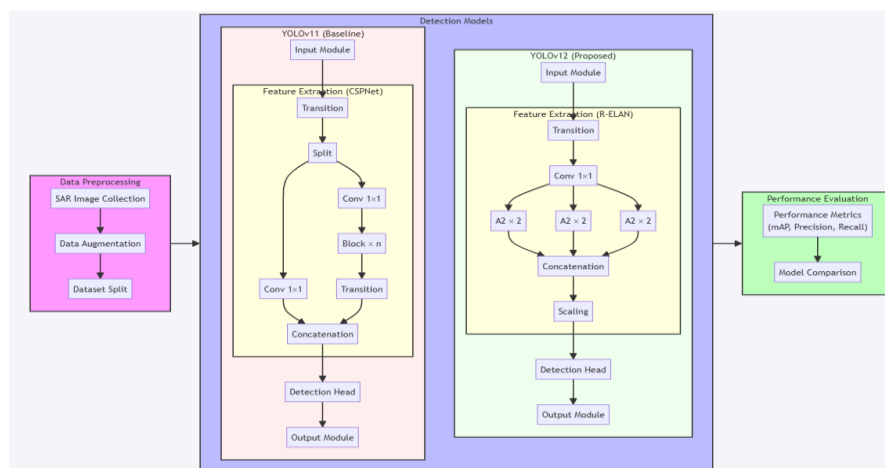 Detection Models
Data Preprocessing
SAR Image Collection
Data Augmentation
Dataset Split
YOLOv11 (Baseline)
Input Module
Feature Extraction (CSPNet)
Transition
Split
Conv 1×1
Block × n
Conv 1×1
Transition
Concatenation
Detection Head
Output Module
YOLOv12 (Proposed)
Input Module
Feature Extraction (R-ELAN)
Transition
Conv 1×1
A2 × 2
A2 × 2
A2 × 2
Concatenation
Scaling
Detection Head
Output Module
Performance Evaluation
Performance Metrics
(mAP, Precision, Recall)
Model Comparison